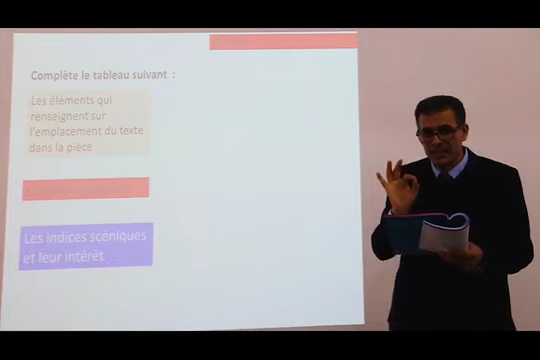 Complète le tableau suivant :
Les éléments qui
renseignent sur
l'emplacement du texte
dans la pièce
Les indices scéniques
et leur intérêt